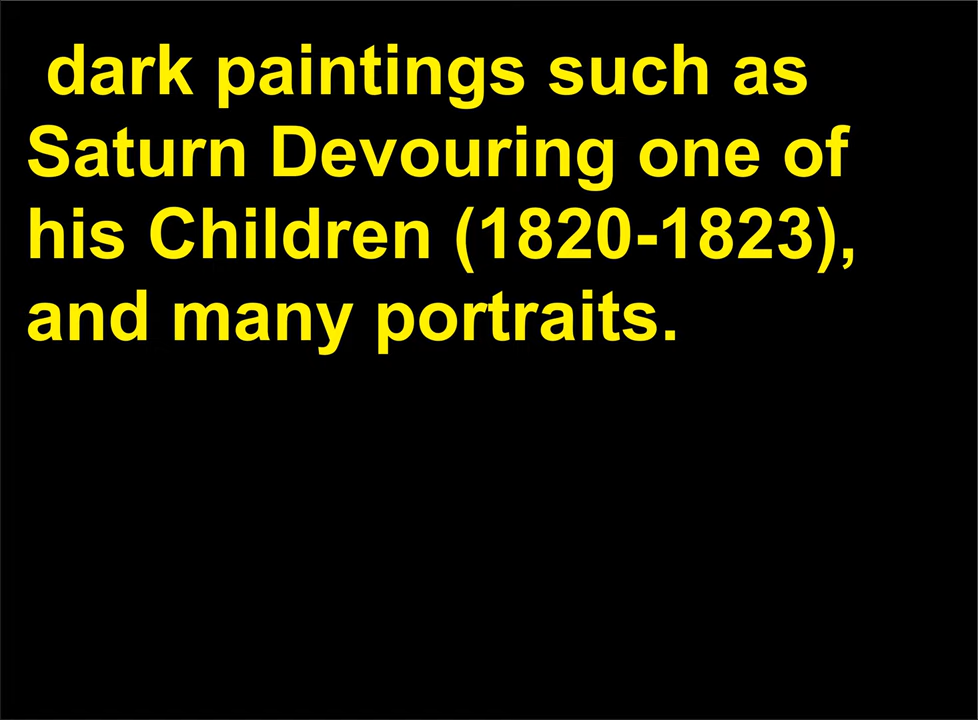 dark paintings such as
Saturn Devouring one of
his Children (1820-1823),
and many portraits.